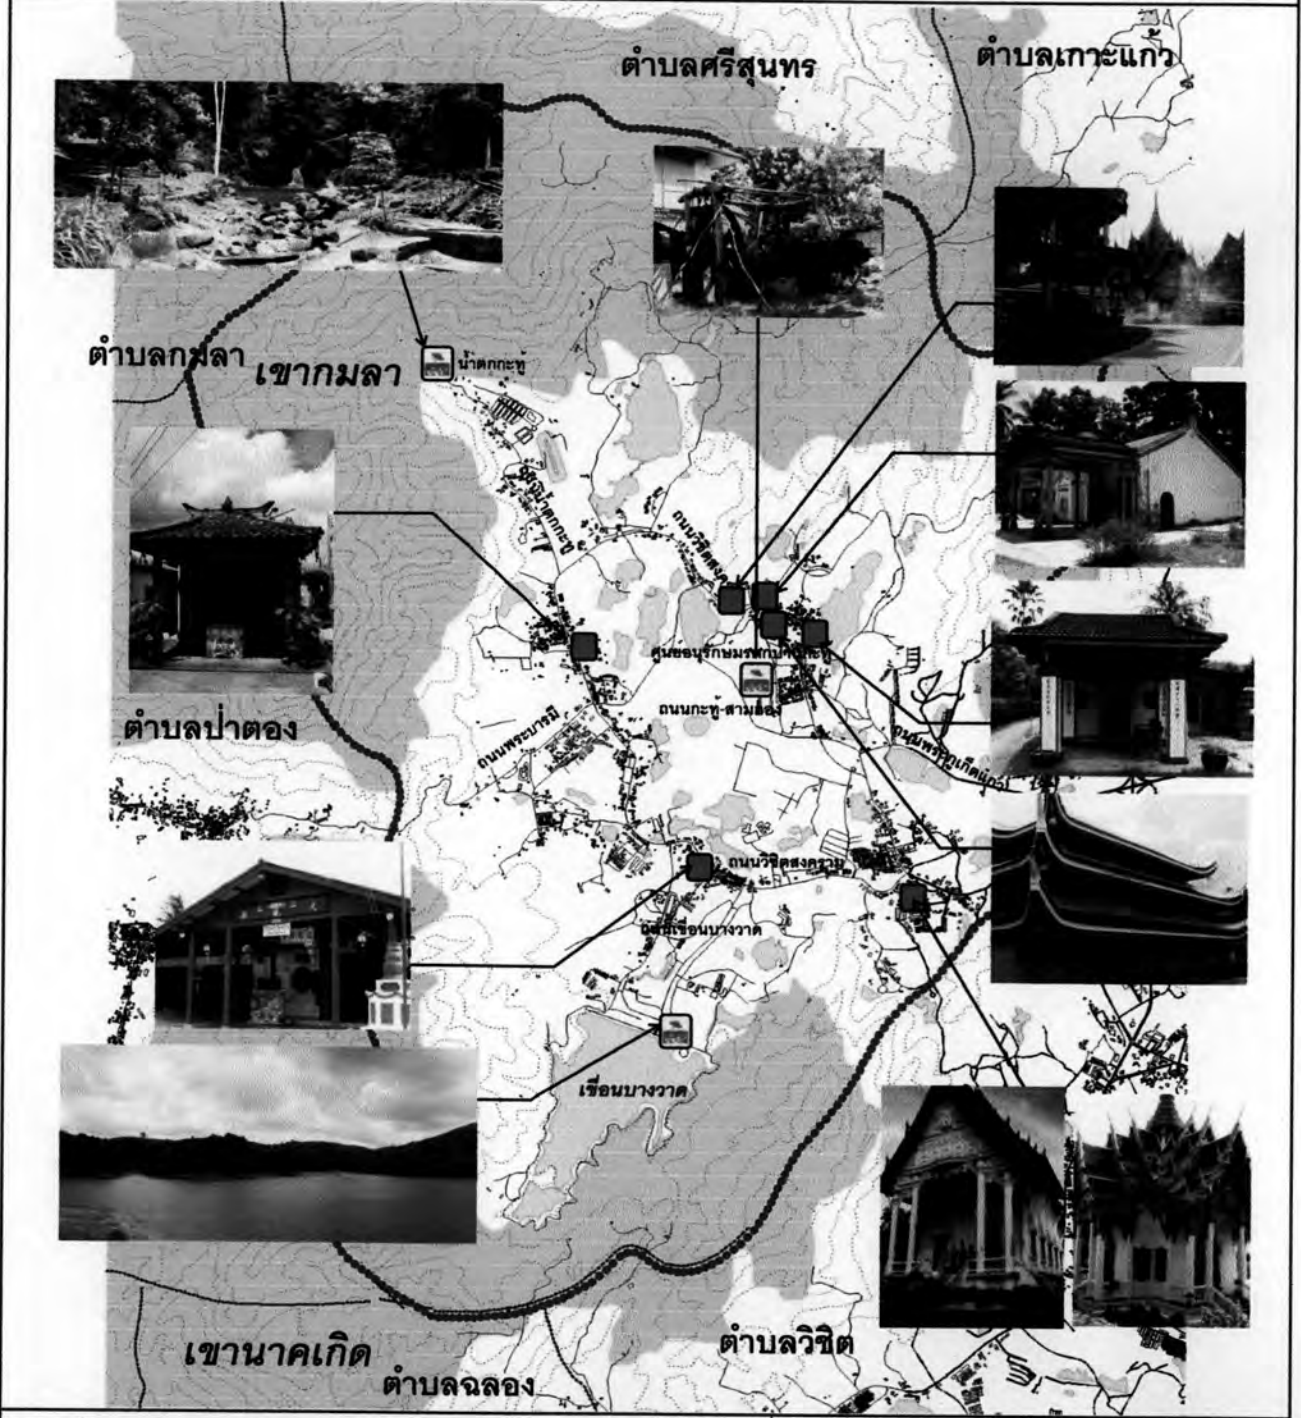 ตำบลเกาะแก้ว
ตำบลศรีสุนทร
ตำบลกมลา
เขากมลา
น้ำตกกะทู้
ถนนพระบารมี
ถนนกะทู้-สามกอง
ตำบลป่าตอง
ถนนวิชิตสงคราม
เขื่อนบางวาด
เขานาคเกิด
ตำบลวิชิต
ตำบลฉลอง